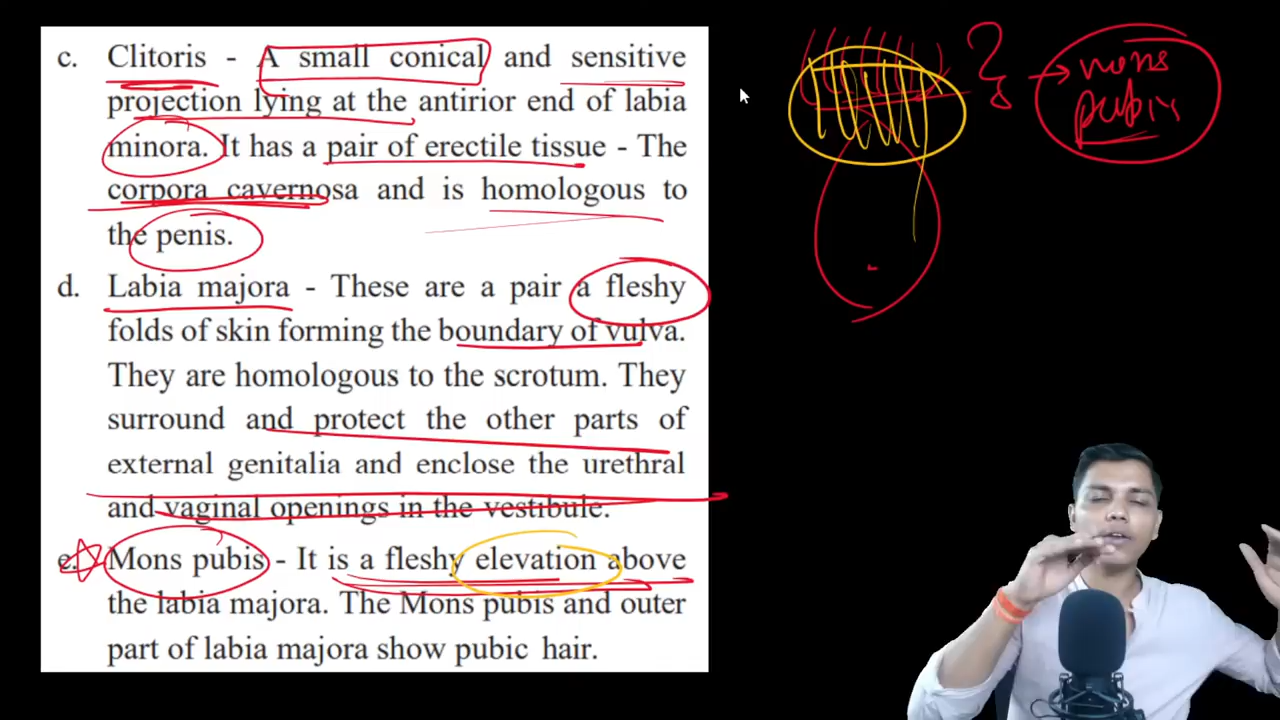 c. Clitoris - A small conical and sensitive
projection lying at the antirior end of labia
minora. It has a pair of erectile tissue - The
corpora cavernosa and is homologous to
the penis.
d. Labia majora - These are a pair a fleshy
folds of skin forming the boundary of vulva.
They are homologous to the scrotum. They
surround and protect the other parts of
external genitalia and enclose the urethral
and vaginal openings in the vestibule.
e. Mons pubis - It is a fleshy elevation above
the labia majora. The Mons pubis and outer
part of labia majora show pubic hair.
mons
pubis